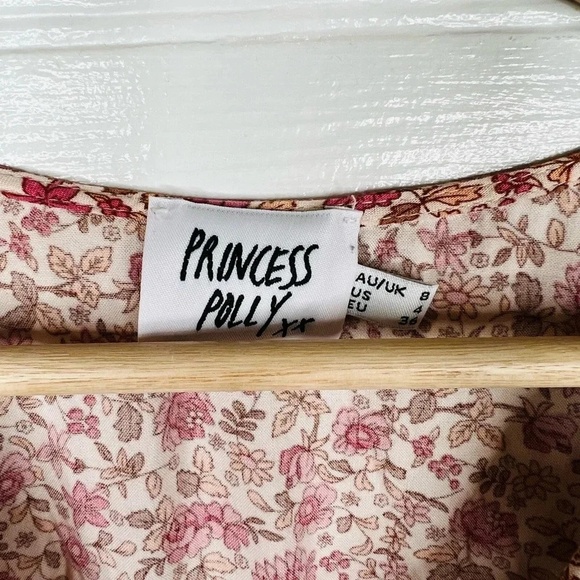 PRINCESS
POLLY xx
AU/UK 8
US 4
EU 36